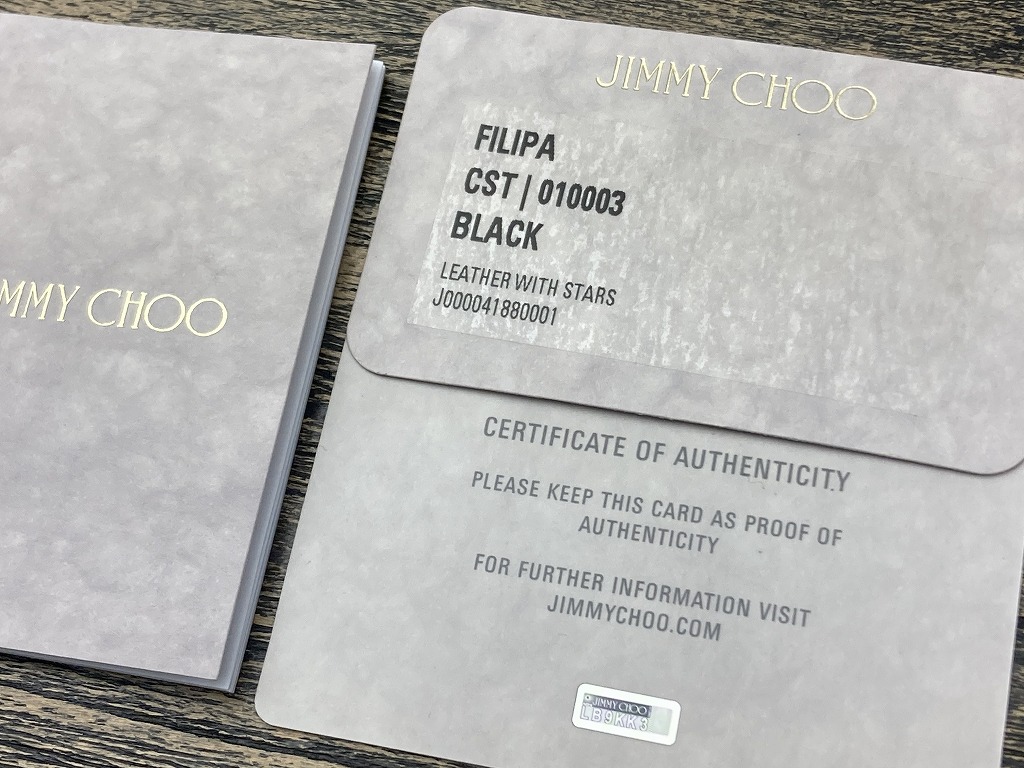 MMY CHOO
JIMMY CHOO
FILIPA
CST | 010003
BLACK
LEATHER WITH STARS
J000041880001
CERTIFICATE OF AUTHENTICITY
PLEASE KEEP THIS CARD AS PROOF OF
AUTHENTICITY
FOR FURTHER INFORMATION VISIT
JIMMYCHOO.COM
JIMMY CHOO
LB9KK3